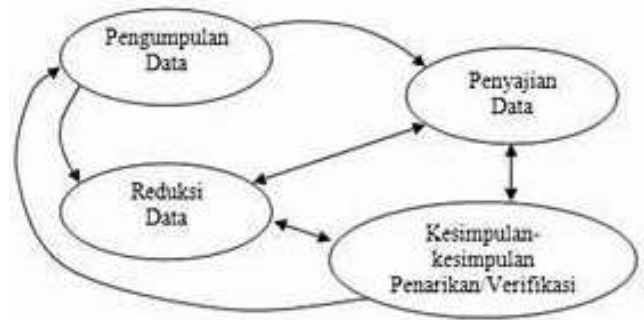 Pengumpulan
Data
Penyajian
Data
Reduksi
Data
Kesimpulan-
kesimpulan
Penarikan/Verifikasi